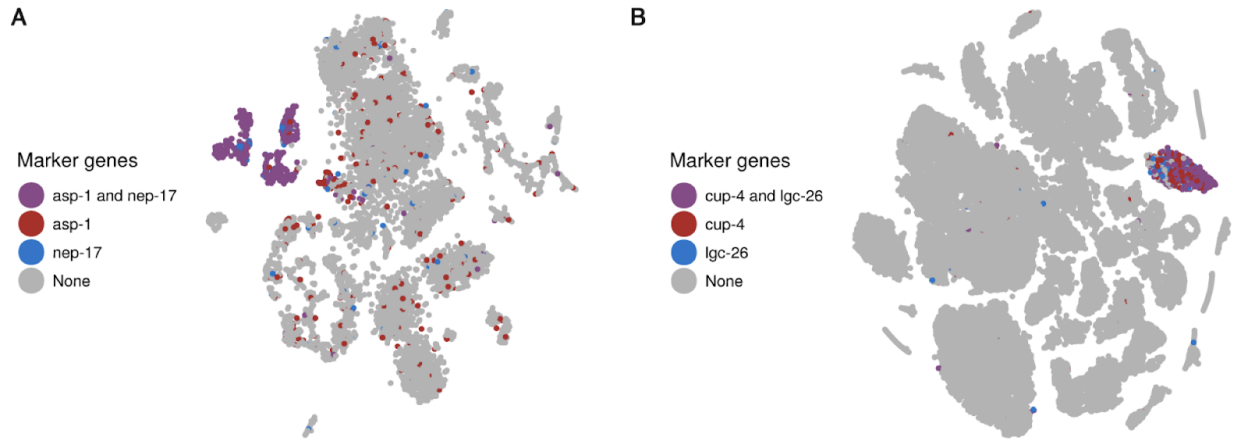 A
Marker genes
asp-1 and nep-17
asp-1
nep-17
None
B
Marker genes
cup-4 and lgc-26
cup-4
lgc-26
None